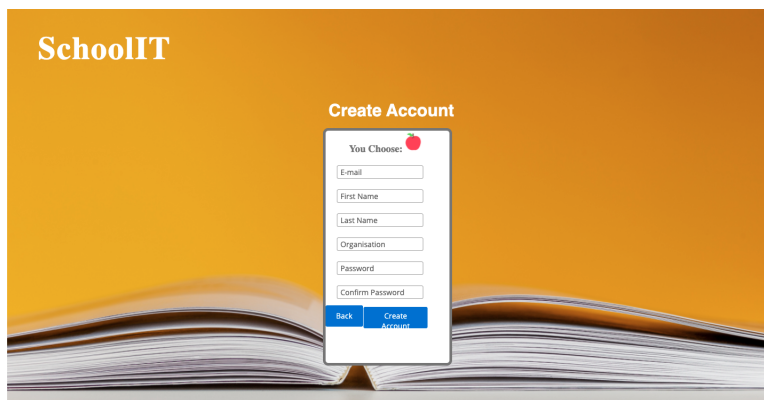 SchoolIT
Create Account
You Choose:
E-mail
First Name
Last Name
Organisation
Password
Confirm Password
Back
Create
Account